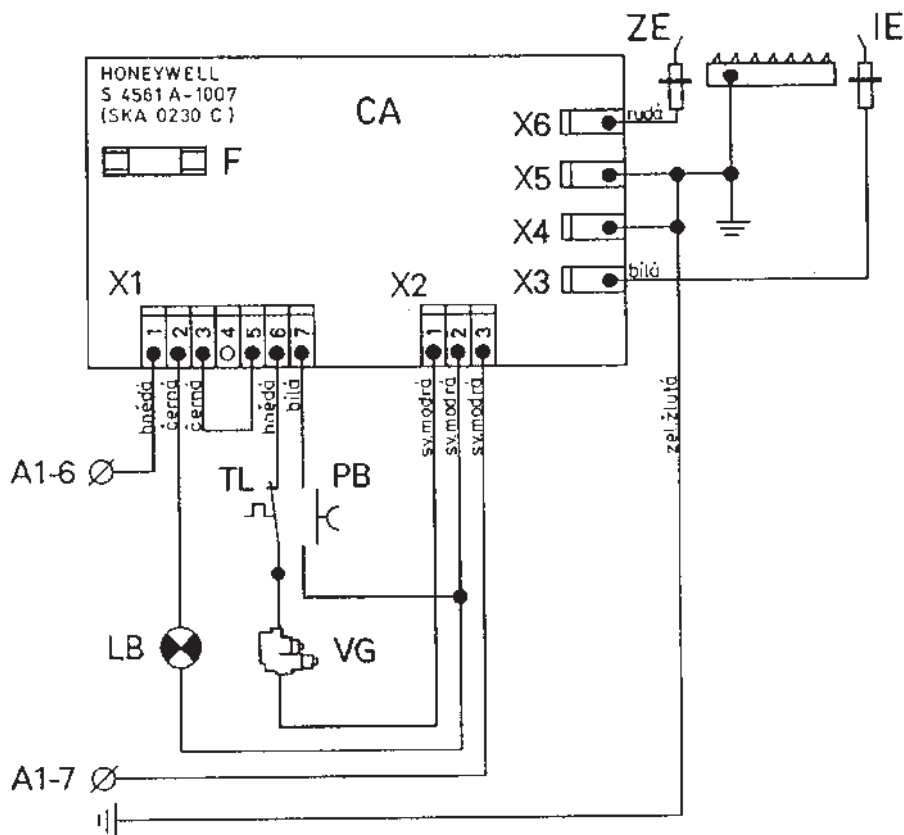 ZE
IE
HONEYWELL
S 4561 A-1007
(SKA 0230 C)
CA
F
X6
rudá
X5
X4
X3
bílá
X1
X2
1 2 3 4 5 6 7
1 2 3
hnědá
černá
černá
hnědá
bílá
sv.modrá
sv.modrá
sv.modrá
zel.žlutá
A1-6
TL
PB
LB
VG
A1-7